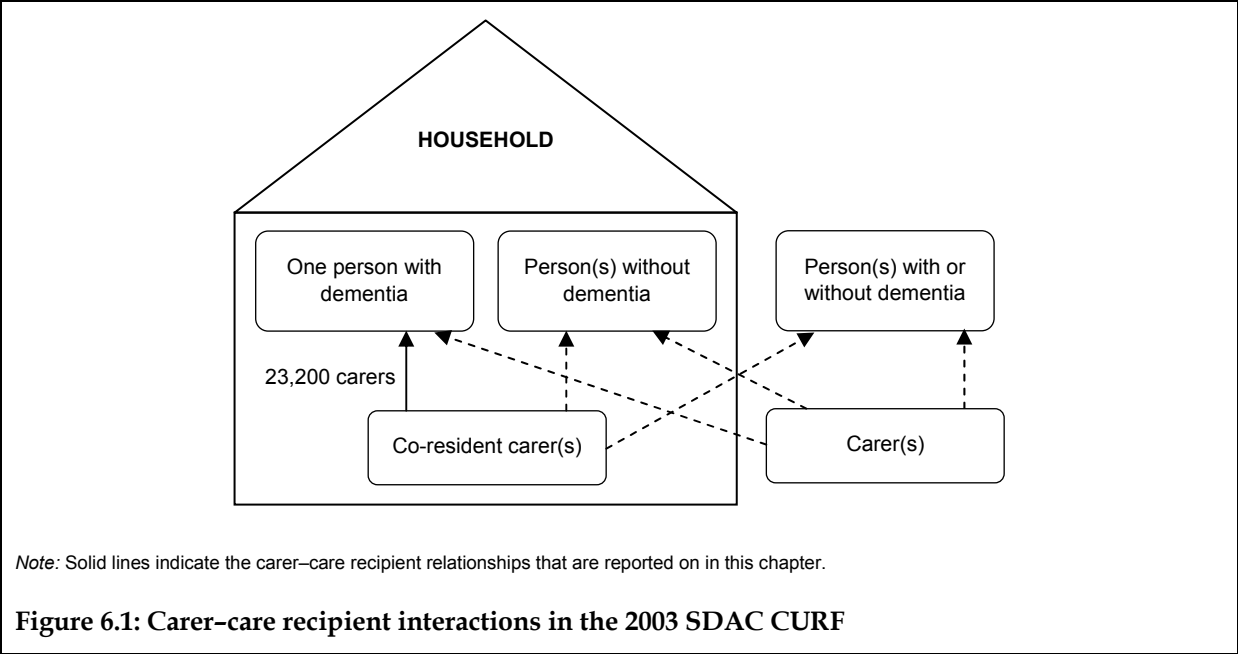 HOUSEHOLD
One person with
dementia
Person(s) without
dementia
Person(s) with or
without dementia
23,200 carers
Co-resident carer(s)
Carer(s)
Note: Solid lines indicate the carer–care recipient relationships that are reported on in this chapter.
Figure 6.1: Carer–care recipient interactions in the 2003 SDAC CURF